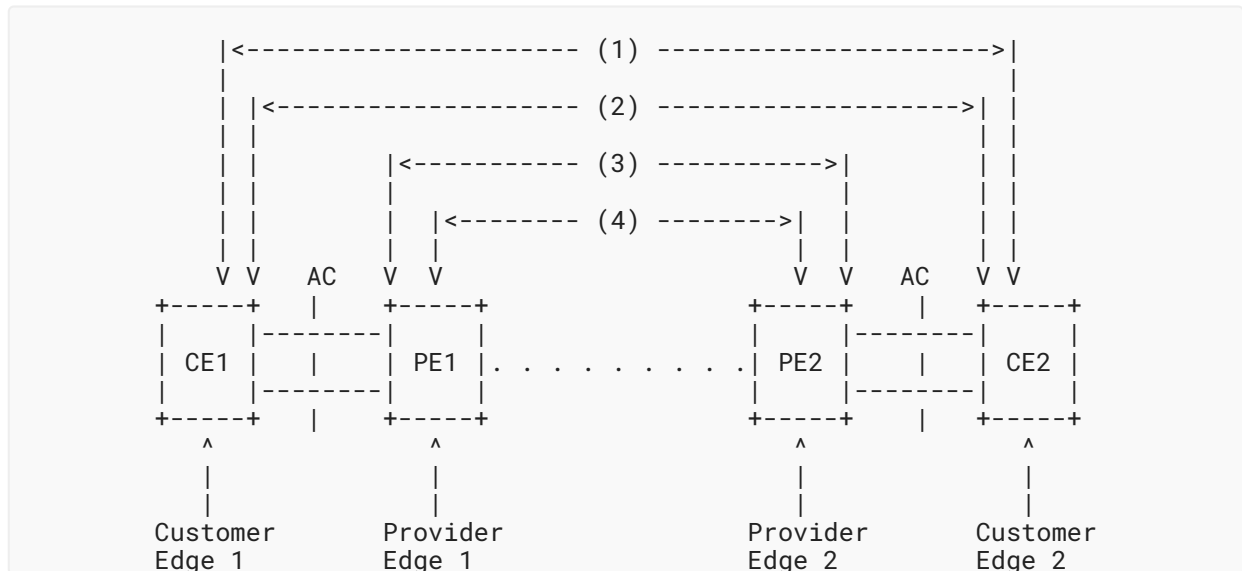 |<---------------------- (1) ---------------------->|
|                                                    |
| |<-------------------- (2) -------------------->| |
| |                                                | |
| |        |<----------- (3) ----------->|        | |
| |        |                              |        | |
| |        |  |<-------- (4) -------->|  |        | |
| |        |  |                        |  |        | |
V V   AC   V  V                        V  V   AC   V V
+-----+   |    +-----+                 +-----+    |   +-----+
|     |--------|     |                 |     |--------|     |
| CE1 |   |    | PE1 |. . . . . . . . .| PE2 |    |   | CE2 |
|     |--------|     |                 |     |--------|     |
+-----+   |    +-----+                 +-----+    |   +-----+
^              ^                       ^              ^
|              |                       |              |
|              |                       |              |
Customer       Provider                Provider       Customer
Edge 1         Edge 1                  Edge 2         Edge 2